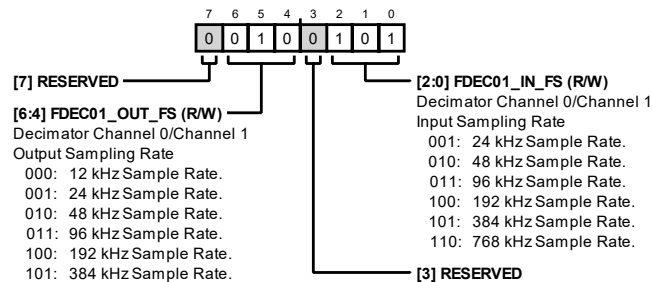 7 6 5 4 3 2 1 0
0 0 1 0 0 1 0 1
[7] RESERVED
[6:4] FDEC01_OUT_FS (R/W)
Decimator Channel 0/Channel 1
Output Sampling Rate
000: 12 kHz Sample Rate.
001: 24 kHz Sample Rate.
010: 48 kHz Sample Rate.
011: 96 kHz Sample Rate.
100: 192 kHz Sample Rate.
101: 384 kHz Sample Rate.
[2:0] FDEC01_IN_FS (R/W)
Decimator Channel 0/Channel 1
Input Sampling Rate
001: 24 kHz Sample Rate.
010: 48 kHz Sample Rate.
011: 96 kHz Sample Rate.
100: 192 kHz Sample Rate.
101: 384 kHz Sample Rate.
110: 768 kHz Sample Rate.
[3] RESERVED